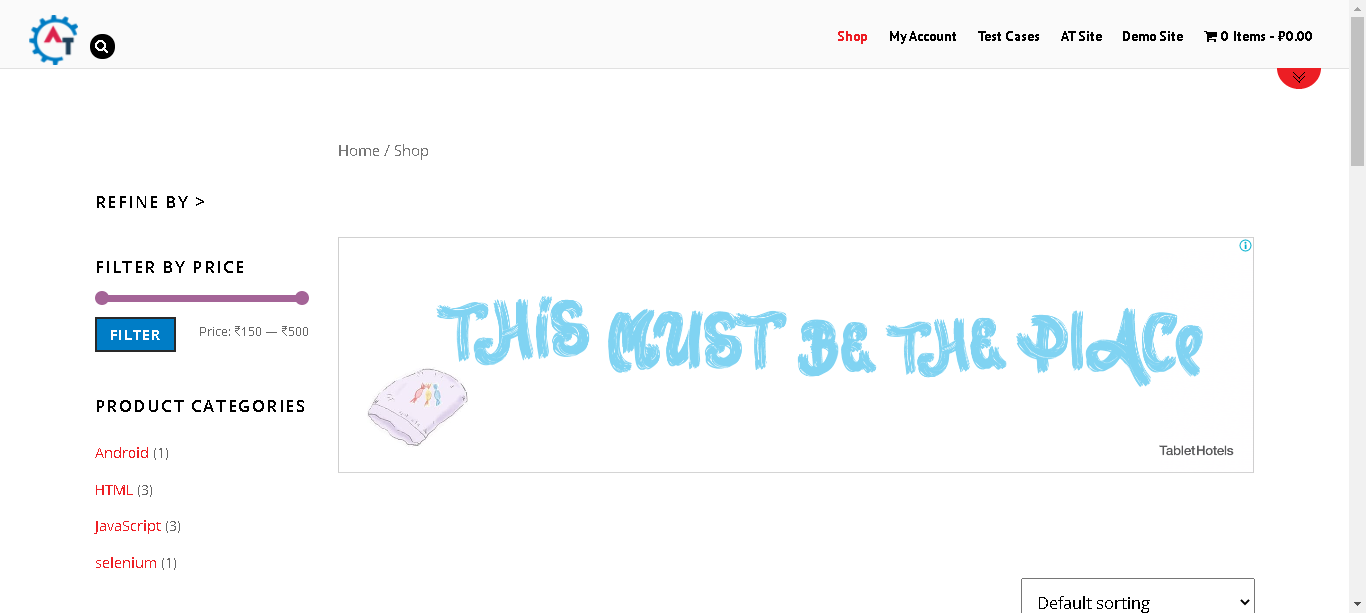 AT
Shop My Account Test Cases AT Site Demo Site 0 Items - ₹0.00
Home / Shop
REFINE BY >
FILTER BY PRICE
FILTER Price: ₹150 — ₹500
THIS MUST BE THE PLACE
TabletHotels
PRODUCT CATEGORIES
Android (1)
HTML (3)
JavaScript (3)
selenium (1)
Default sorting